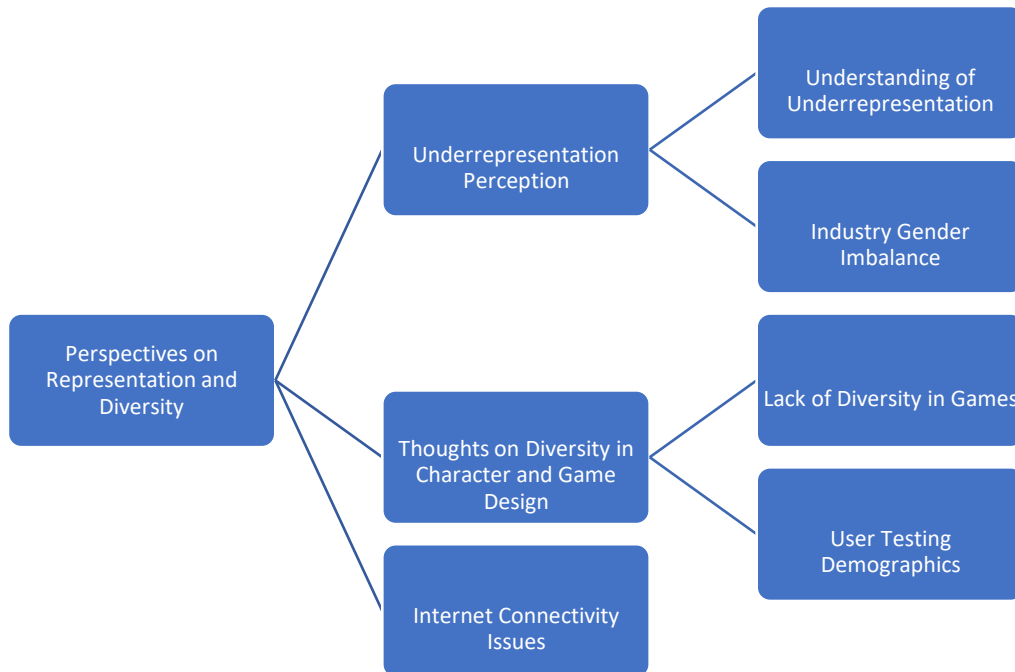 Perspectives on
Representation and
Diversity
Underrepresentation
Perception
Understanding of
Underrepresentation
Industry Gender
Imbalance
Thoughts on Diversity in
Character and Game
Design
Lack of Diversity in Games
User Testing
Demographics
Internet Connectivity
Issues